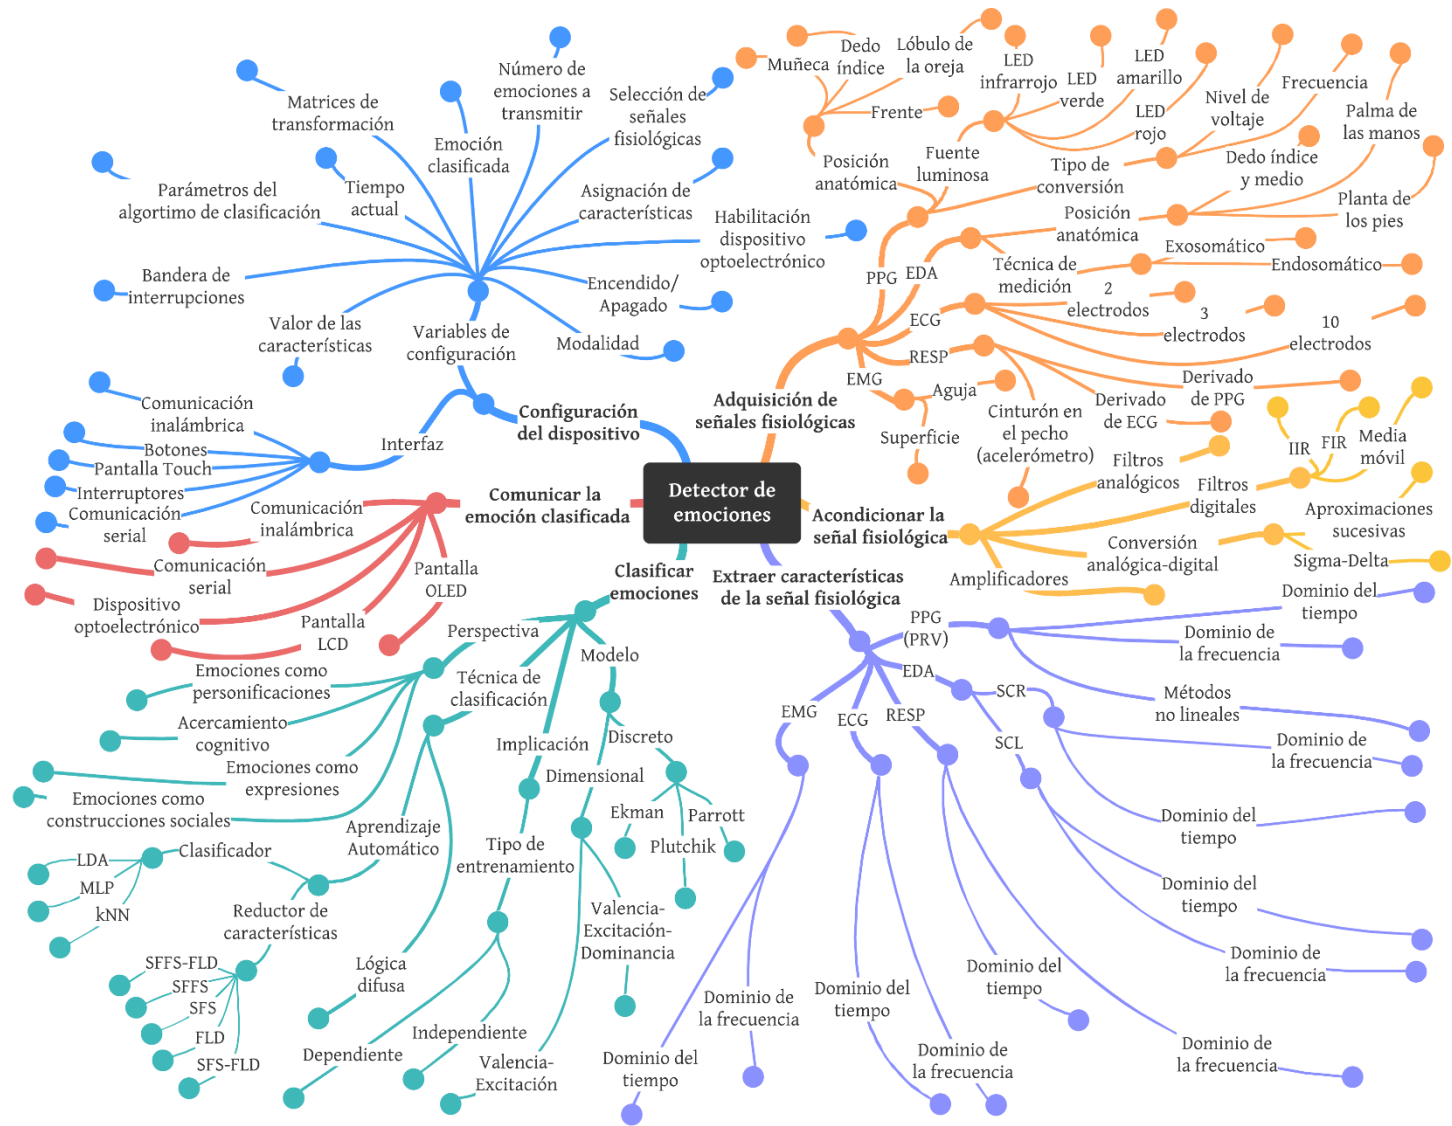 Detector de
emociones
Configuración
del dispositivo
Variables de
configuración
Matrices de
transformación
Emoción
clasificada
Número de
emociones a
transmitir
Selección de
señales
fisiológicas
Parámetros del
algortimo de clasificación
Tiempo
actual
Asignación de
características
Habilitación
dispositivo
optoelectrónico
Bandera de
interrupciones
Encendido/
Apagado
Valor de las
características
Modalidad
Interfaz
Comunicación
inalámbrica
Botones
Pantalla Touch
Interruptores
Comunicación
serial
Comunicar la
emoción clasificada
Comunicación
inalámbrica
Comunicación
serial
Dispositivo
optoelectrónico
Pantalla
LCD
Pantalla
OLED
Clasificar
emociones
Perspectiva
Emociones como
personificaciones
Acercamiento
cognitivo
Emociones como
expresiones
Emociones como
construcciones sociales
Técnica de
clasificación
Aprendizaje
Automático
Clasificador
LDA
MLP
kNN
Reductor de
características
SFFS-FLD
SFFS
SFS
FLD
SFS-FLD
Lógica
difusa
Implicación
Tipo de
entrenamiento
Dependiente
Independiente
Modelo
Discreto
Ekman
Plutchik
Parrott
Dimensional
Valencia-
Excitación-
Dominancia
Valencia-
Excitación
Adquisición de
señales fisiológicas
PPG
Posición
anatómica
Muñeca
Dedo
índice
Lóbulo de
la oreja
Frente
Fuente
luminosa
LED
infrarrojo
LED
verde
LED
amarillo
LED
rojo
Tipo de
conversión
Nivel de
voltaje
Frecuencia
EDA
Posición
anatómica
Dedo índice
y medio
Palma de
las manos
Planta de
los pies
Técnica de
medición
Exosomático
Endosomático
ECG
2
electrodos
3
electrodos
10
electrodos
RESP
Derivado
de PPG
Derivado
de ECG
Cinturón en
el pecho
(acelerómetro)
EMG
Aguja
Superficie
Acondicionar la
señal fisiológica
Filtros
analógicos
Filtros
digitales
IIR
FIR
Media
móvil
Conversión
analógica-digital
Aproximaciones
sucesivas
Sigma-Delta
Amplificadores
Extraer características
de la señal fisiológica
PPG
(PRV)
Dominio del
tiempo
Dominio de
la frecuencia
Métodos
no lineales
EDA
SCR
Dominio de
la frecuencia
Dominio del
tiempo
SCL
Dominio del
tiempo
Dominio de
la frecuencia
RESP
Dominio del
tiempo
Dominio de
la frecuencia
ECG
Dominio del
tiempo
Dominio de
la frecuencia
EMG
Dominio de
la frecuencia
Dominio del
tiempo